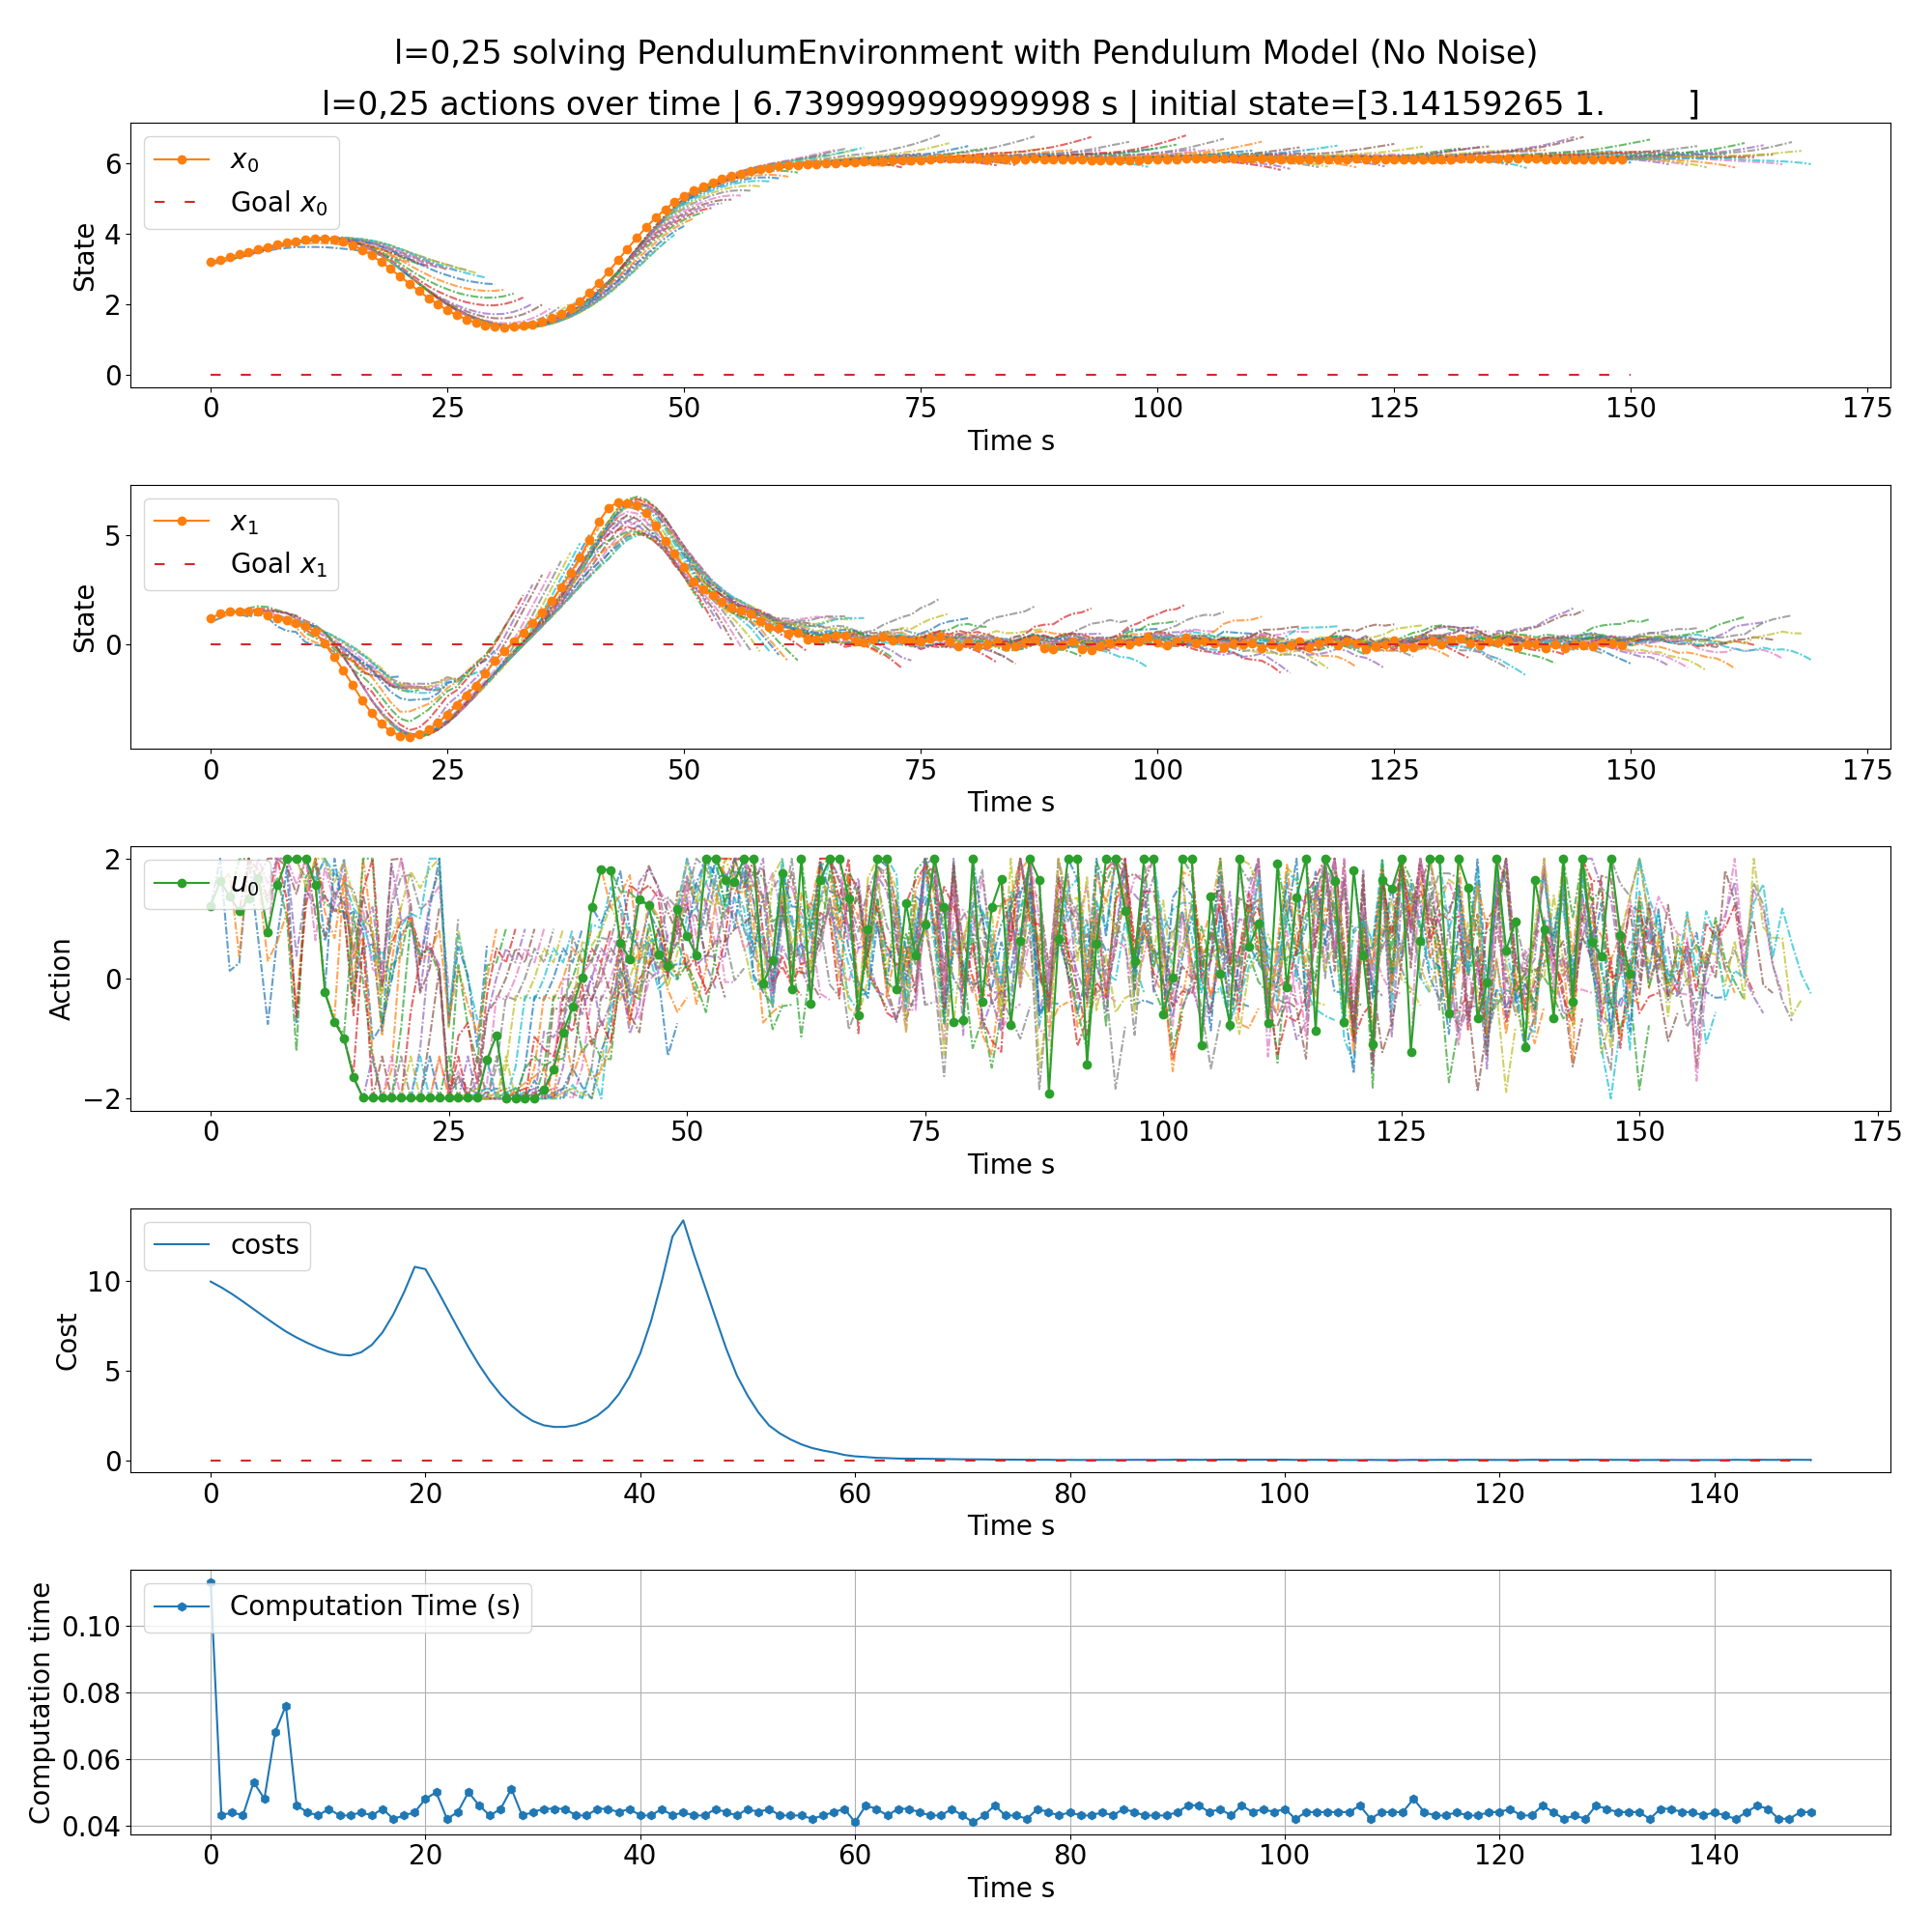 l=0,25 solving PendulumEnvironment with Pendulum Model (No Noise)
l=0,25 actions over time | 6.739999999999998 s | initial state=[3.14159265 1. ]
x0
Goal x0
State
6
4
2
0
0 25 50 75 100 125 150 175
Time s
x1
Goal x1
State
5
0
0 25 50 75 100 125 150 175
Time s
u0
Action
2
0
−2
0 25 50 75 100 125 150 175
Time s
costs
Cost
10
5
0
0 20 40 60 80 100 120 140
Time s
Computation Time (s)
Computation time
0.10
0.08
0.06
0.04
0 20 40 60 80 100 120 140
Time s